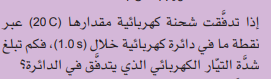 إذا تدفَّقت شحنة كهربائية مقدارها (20 C) عبر
نقطة ما في دائرة كهربائية خلال (1.0 s)، فكم تبلغ
شدَّة التيّار الكهربائي الذي يتدفَّق في الدائرة؟